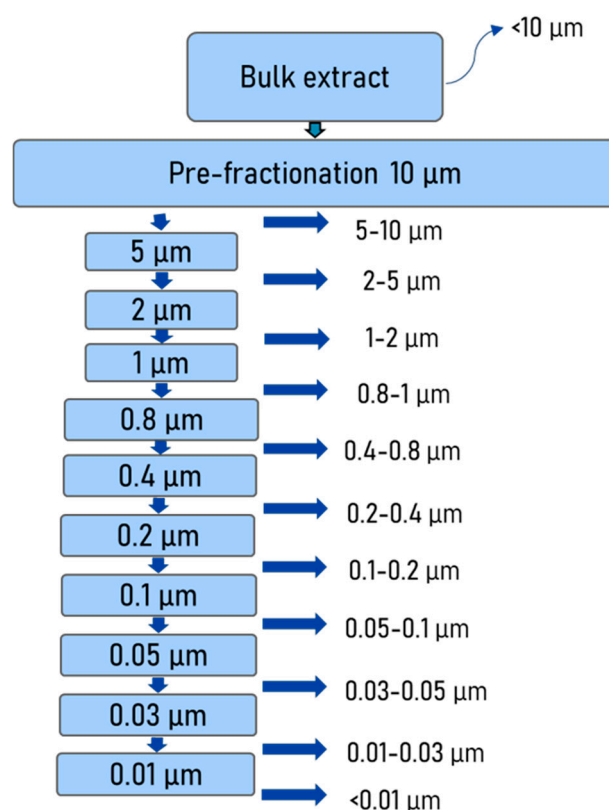 <10 µm
Bulk extract
Pre-fractionation 10 µm
5-10 µm
5 µm
2-5 µm
2 µm
1-2 µm
1 µm
0.8-1 µm
0.8 µm
0.4-0.8 µm
0.4 µm
0.2-0.4 µm
0.2 µm
0.1-0.2 µm
0.1 µm
0.05-0.1 µm
0.05 µm
0.03-0.05 µm
0.03 µm
0.01-0.03 µm
0.01 µm
<0.01 µm